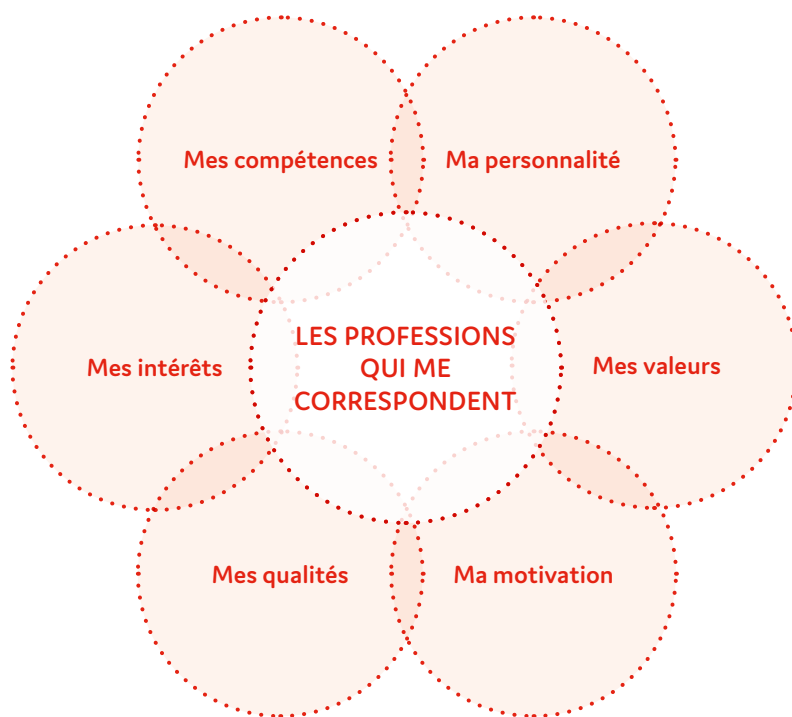 Mes compétences
Ma personnalité
Mes intérêts
LES PROFESSIONS
QUI ME
CORRESPONDENT
Mes valeurs
Mes qualités
Ma motivation